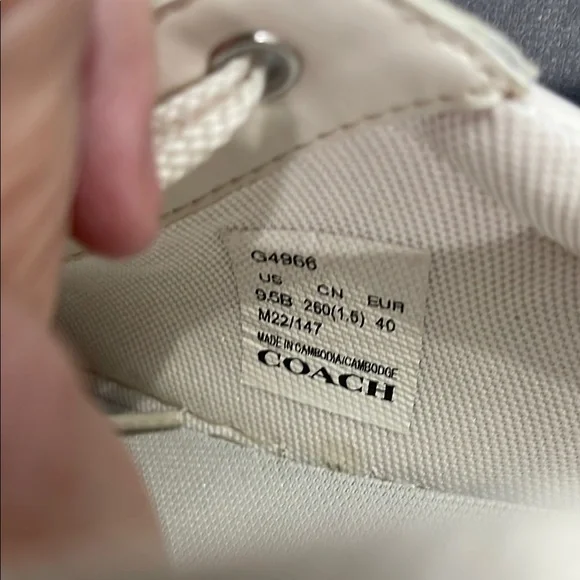 G4966
US CN EUR
9.5B 260(1.5) 40
M22/147
MADE IN CAMBODIA/CAMBODGE
COACH